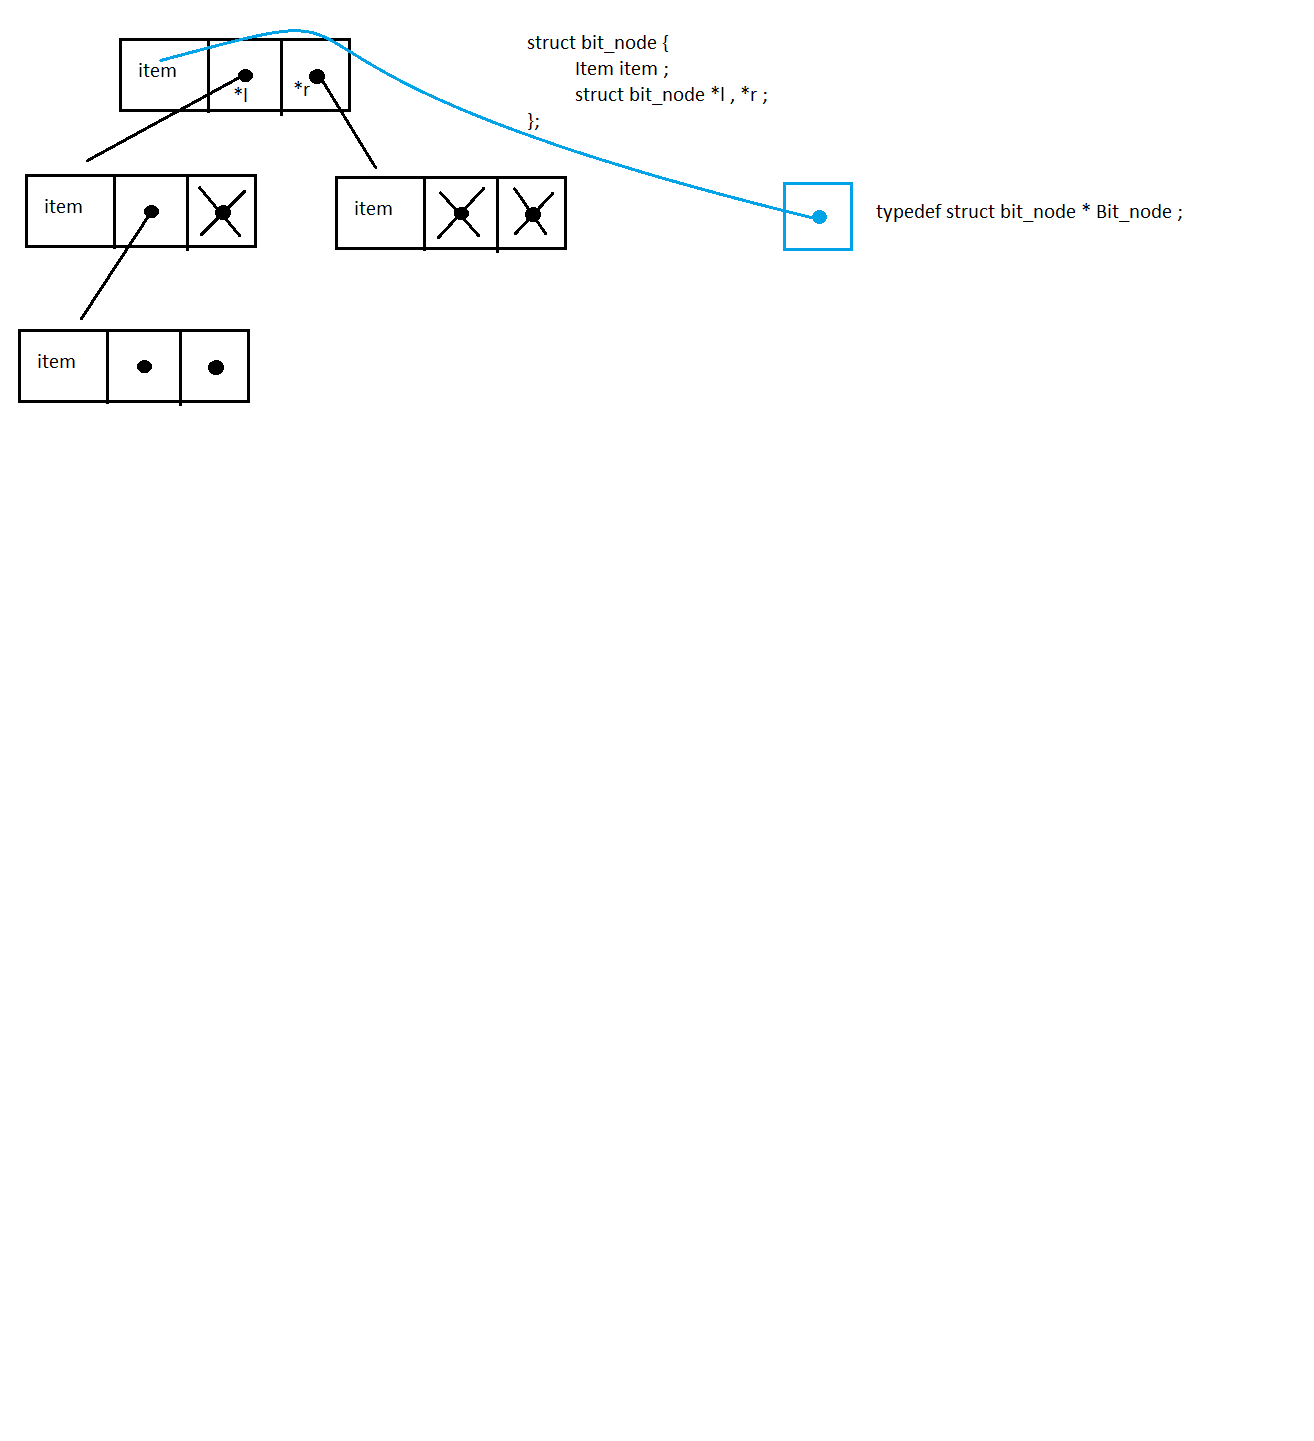 item
*l
*r
struct bit_node {
Item item ;
struct bit_node *l , *r ;
};
item
item
typedef struct bit_node * Bit_node ;
item